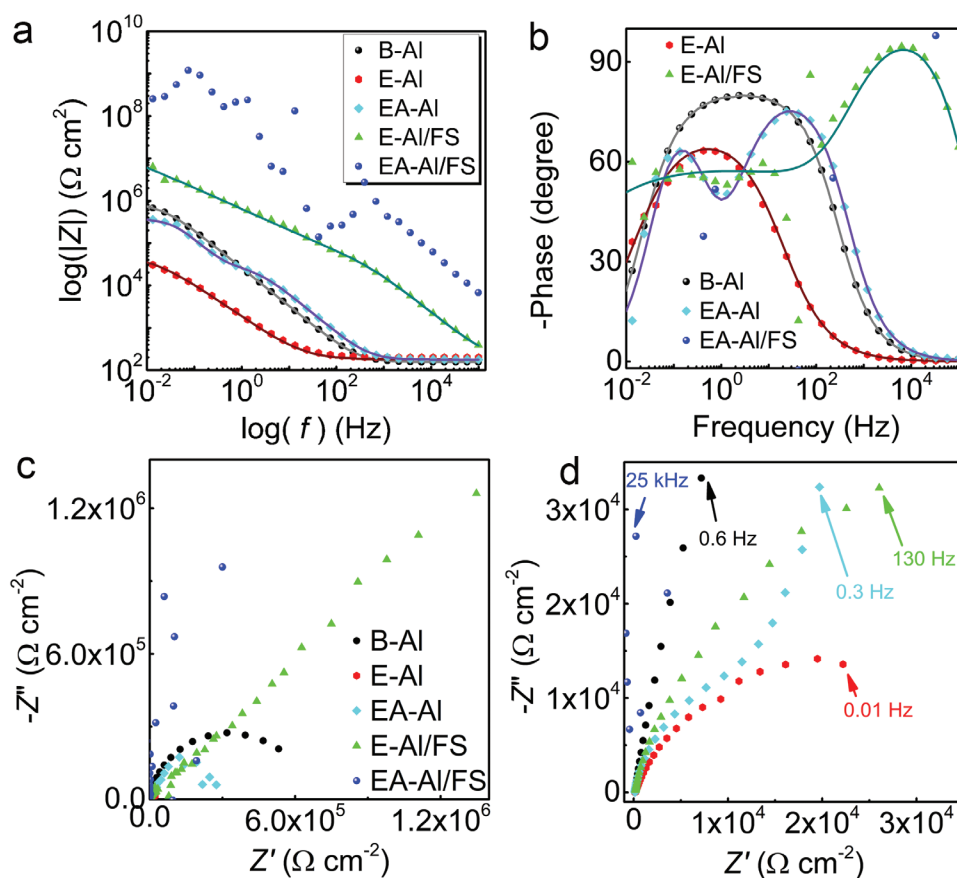 a
10^10
10^8
10^6
10^4
10^2
log(|Z|) (Ω cm^2)
B-Al
E-Al
EA-Al
E-Al/FS
EA-Al/FS
10^-2 10^0 10^2 10^4
log( f ) (Hz)
b
90
60
30
0
-Phase (degree)
E-Al
E-Al/FS
B-Al
EA-Al
EA-Al/FS
10^-2 10^0 10^2 10^4
Frequency (Hz)
c
1.2x10^6
6.0x10^5
0.0
-Z" (Ω cm^-2)
B-Al
E-Al
EA-Al
E-Al/FS
EA-Al/FS
0.0 6.0x10^5 1.2x10^6
Z' (Ω cm^-2)
d
3x10^4
2x10^4
1x10^4
0
-Z" (Ω cm^-2)
25 kHz
0.6 Hz
0.3 Hz
130 Hz
0.01 Hz
0 1x10^4 2x10^4 3x10^4
Z' (Ω cm^-2)